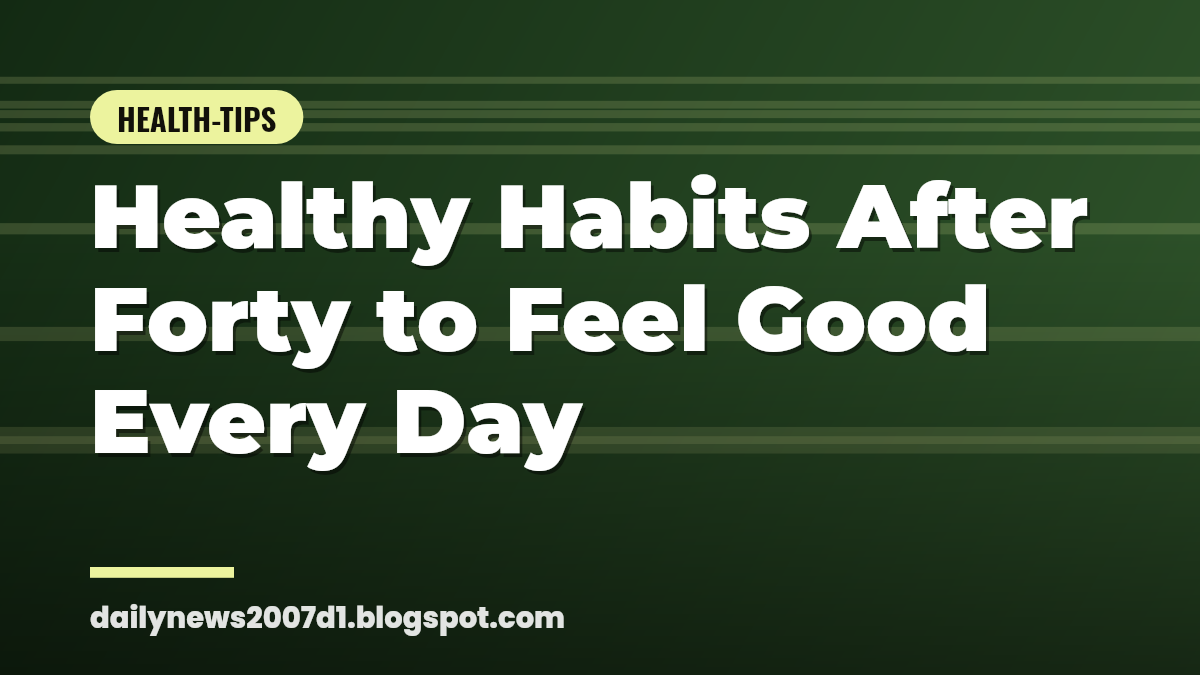 HEALTH-TIPS
Healthy Habits After
Forty to Feel Good
Every Day
dailynews2007d1.blogspot.com